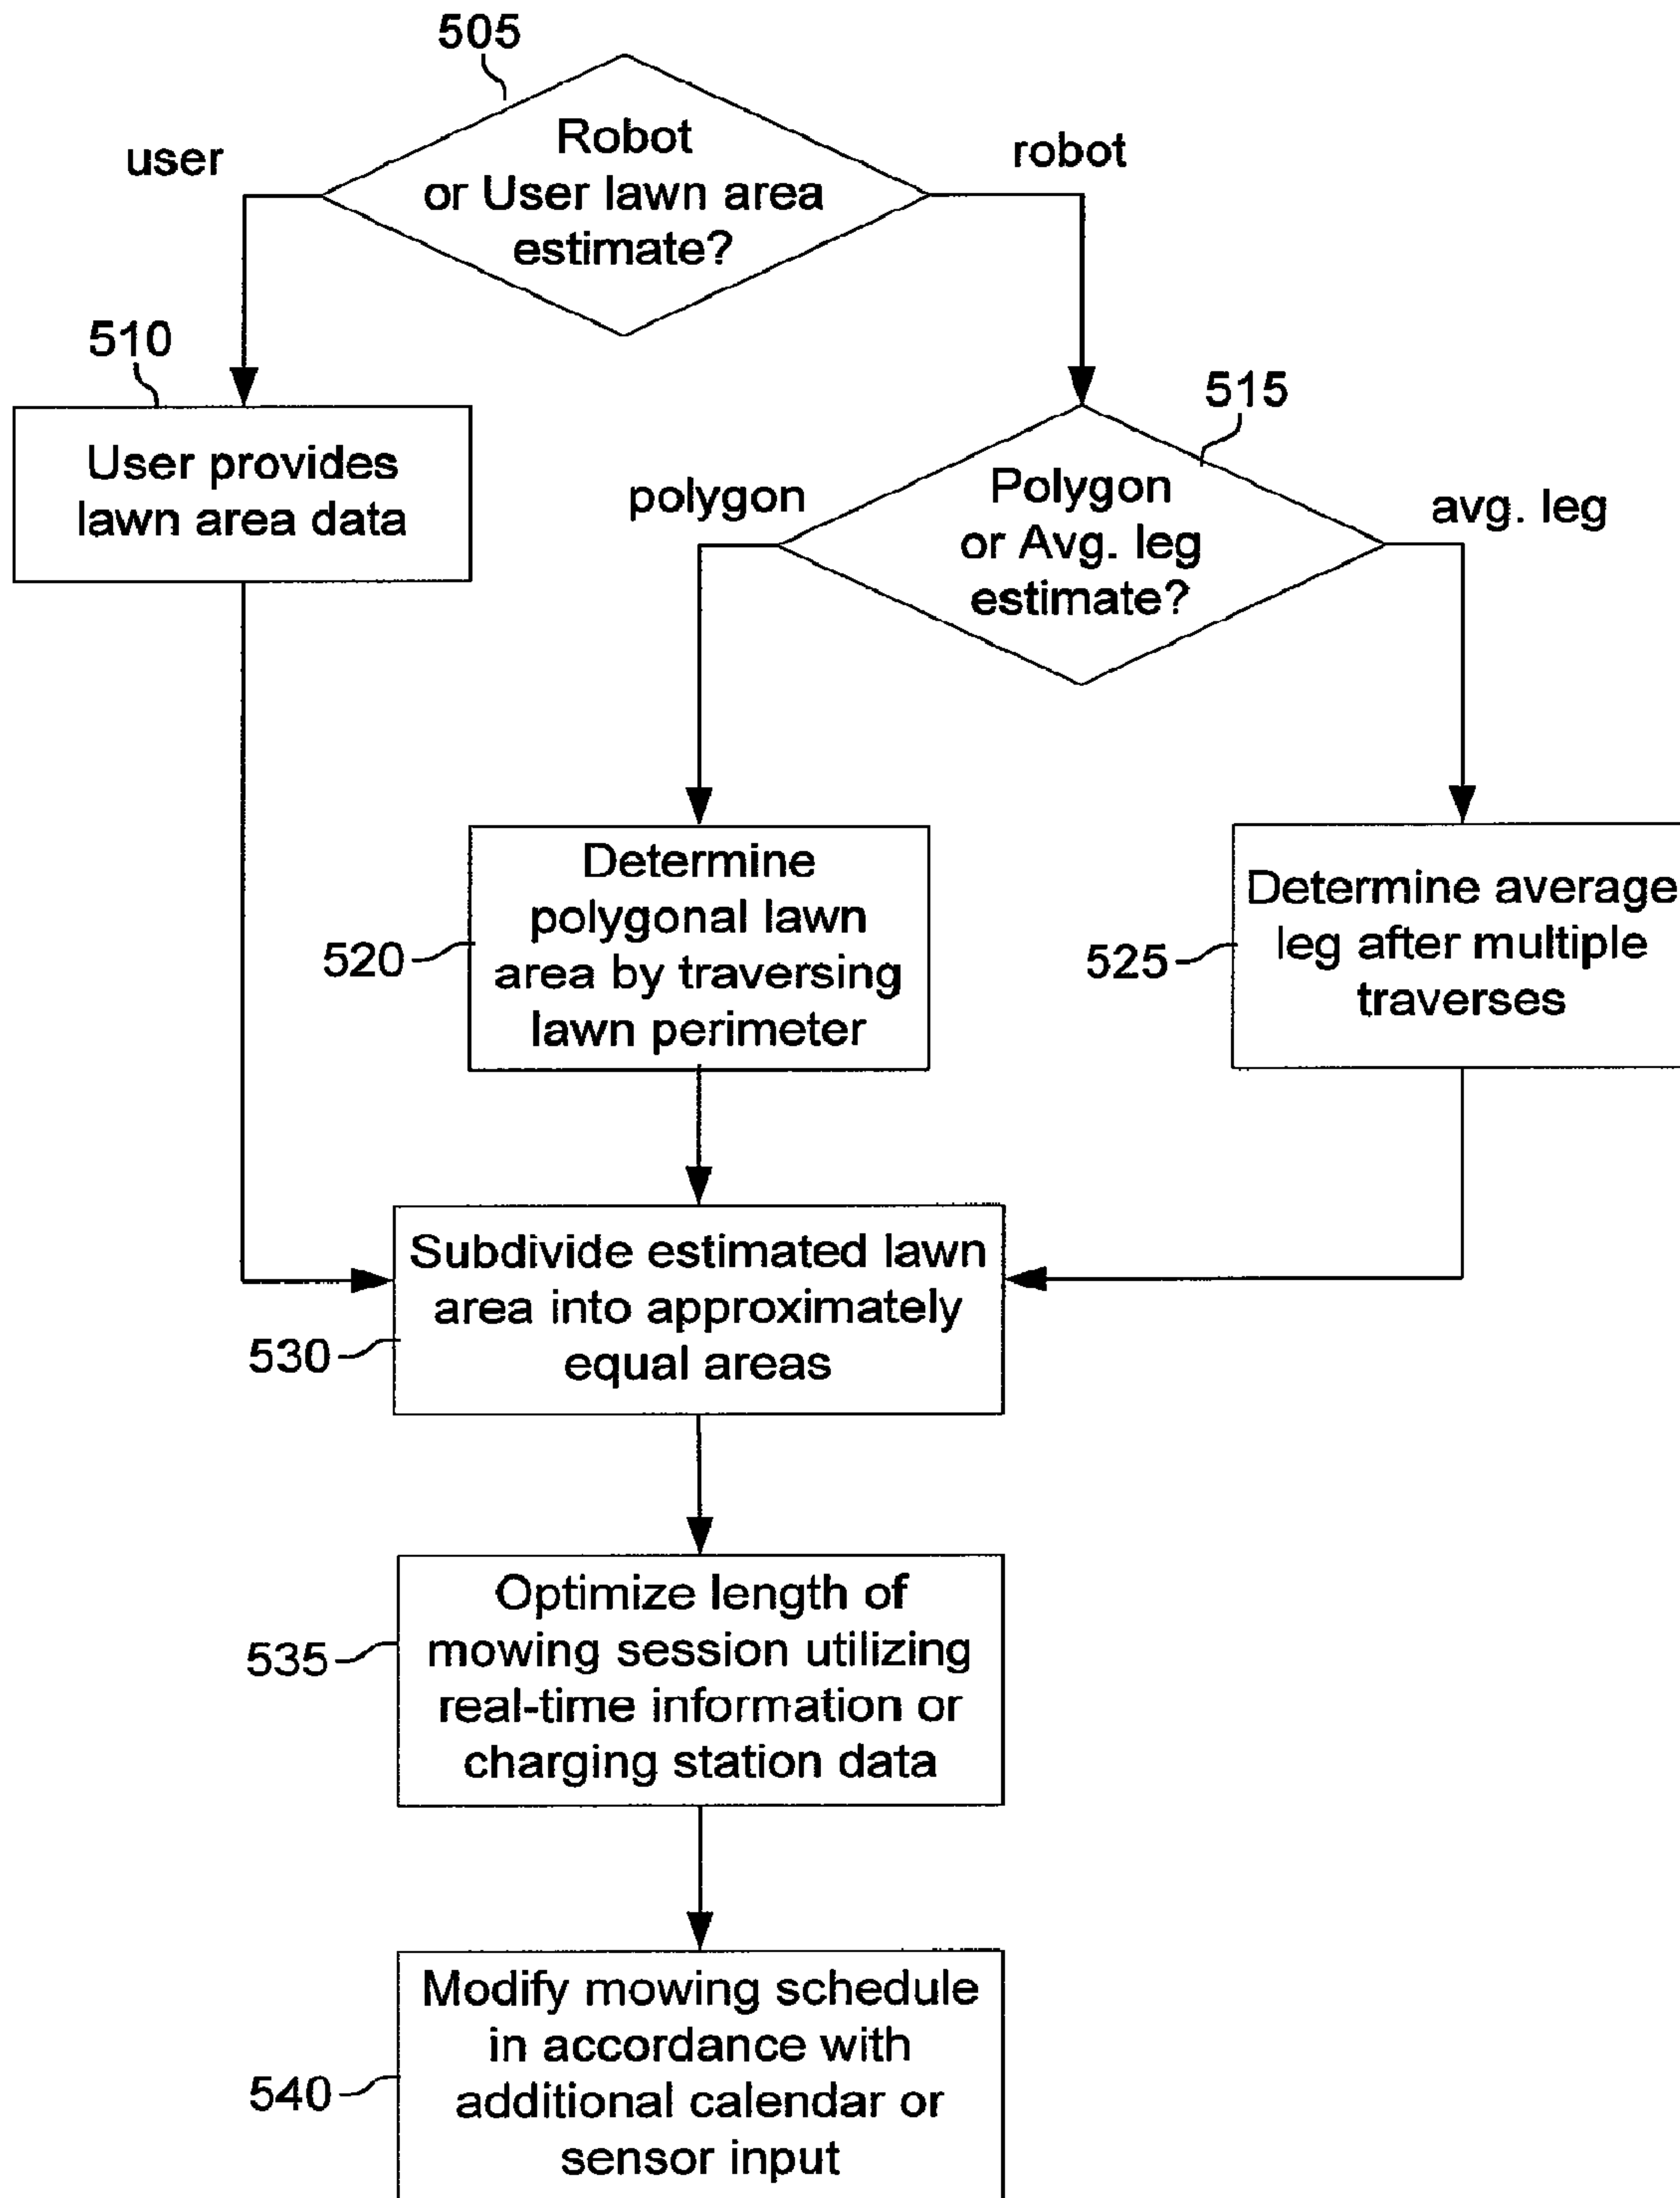 505
Robot
or User lawn area
estimate?
user
robot
510
User provides
lawn area data
515
Polygon
or Avg. leg
estimate?
polygon
avg. leg
520
Determine
polygonal lawn
area by traversing
lawn perimeter
525
Determine average
leg after multiple
traverses
530
Subdivide estimated lawn
area into approximately
equal areas
535
Optimize length of
mowing session utilizing
real-time information or
charging station data
540
Modify mowing schedule
in accordance with
additional calendar or
sensor input